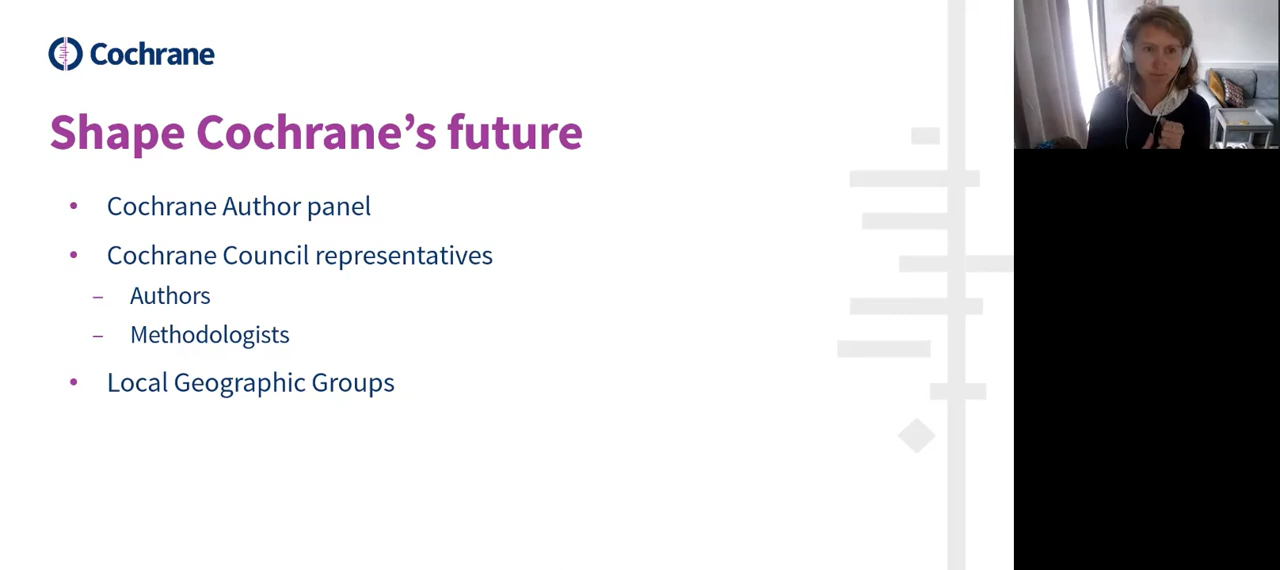 Cochrane
Shape Cochrane’s future
• Cochrane Author panel
• Cochrane Council representatives
– Authors
– Methodologists
• Local Geographic Groups